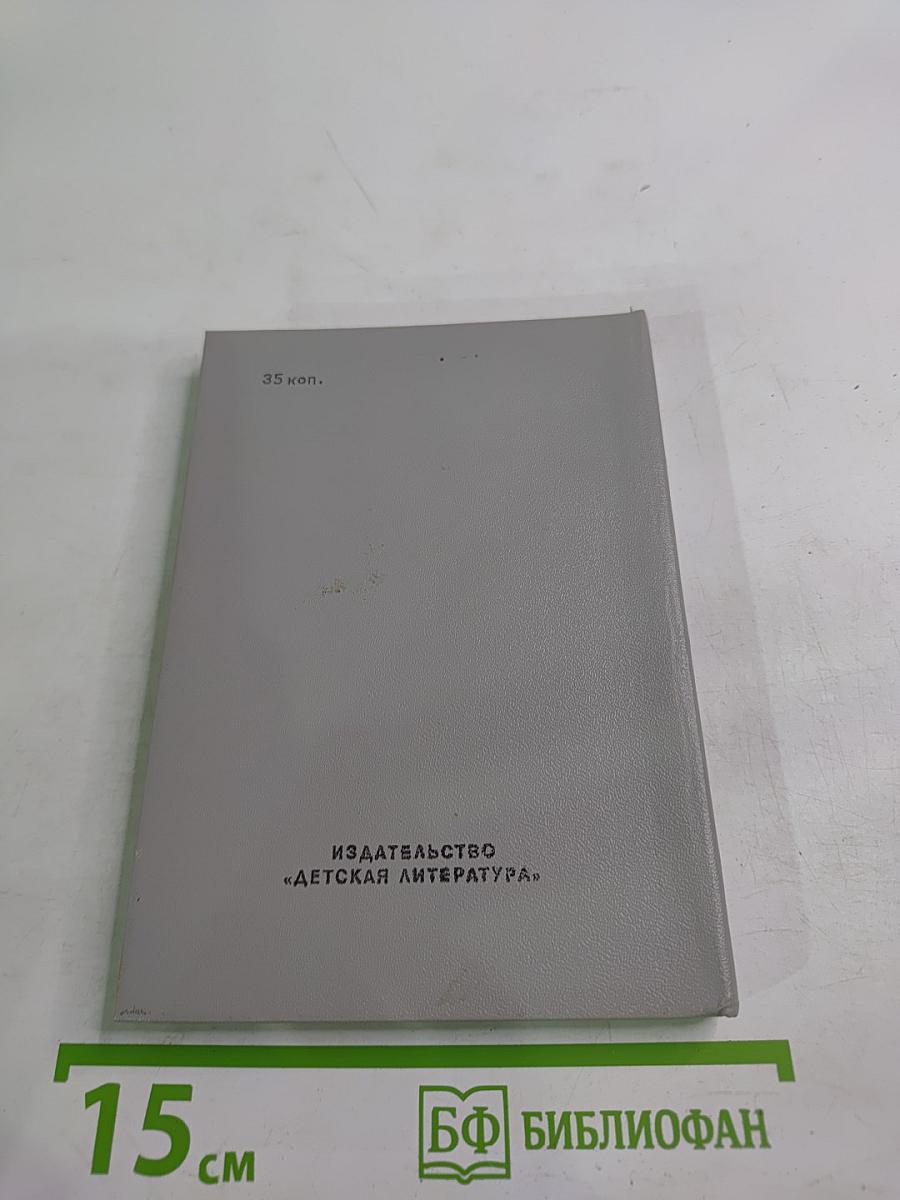 35 коп.
ИЗДАТЕЛЬСТВО
«ДЕТСКАЯ ЛИТЕРАТУРА»
15 см
БФ БИБЛИОФАН